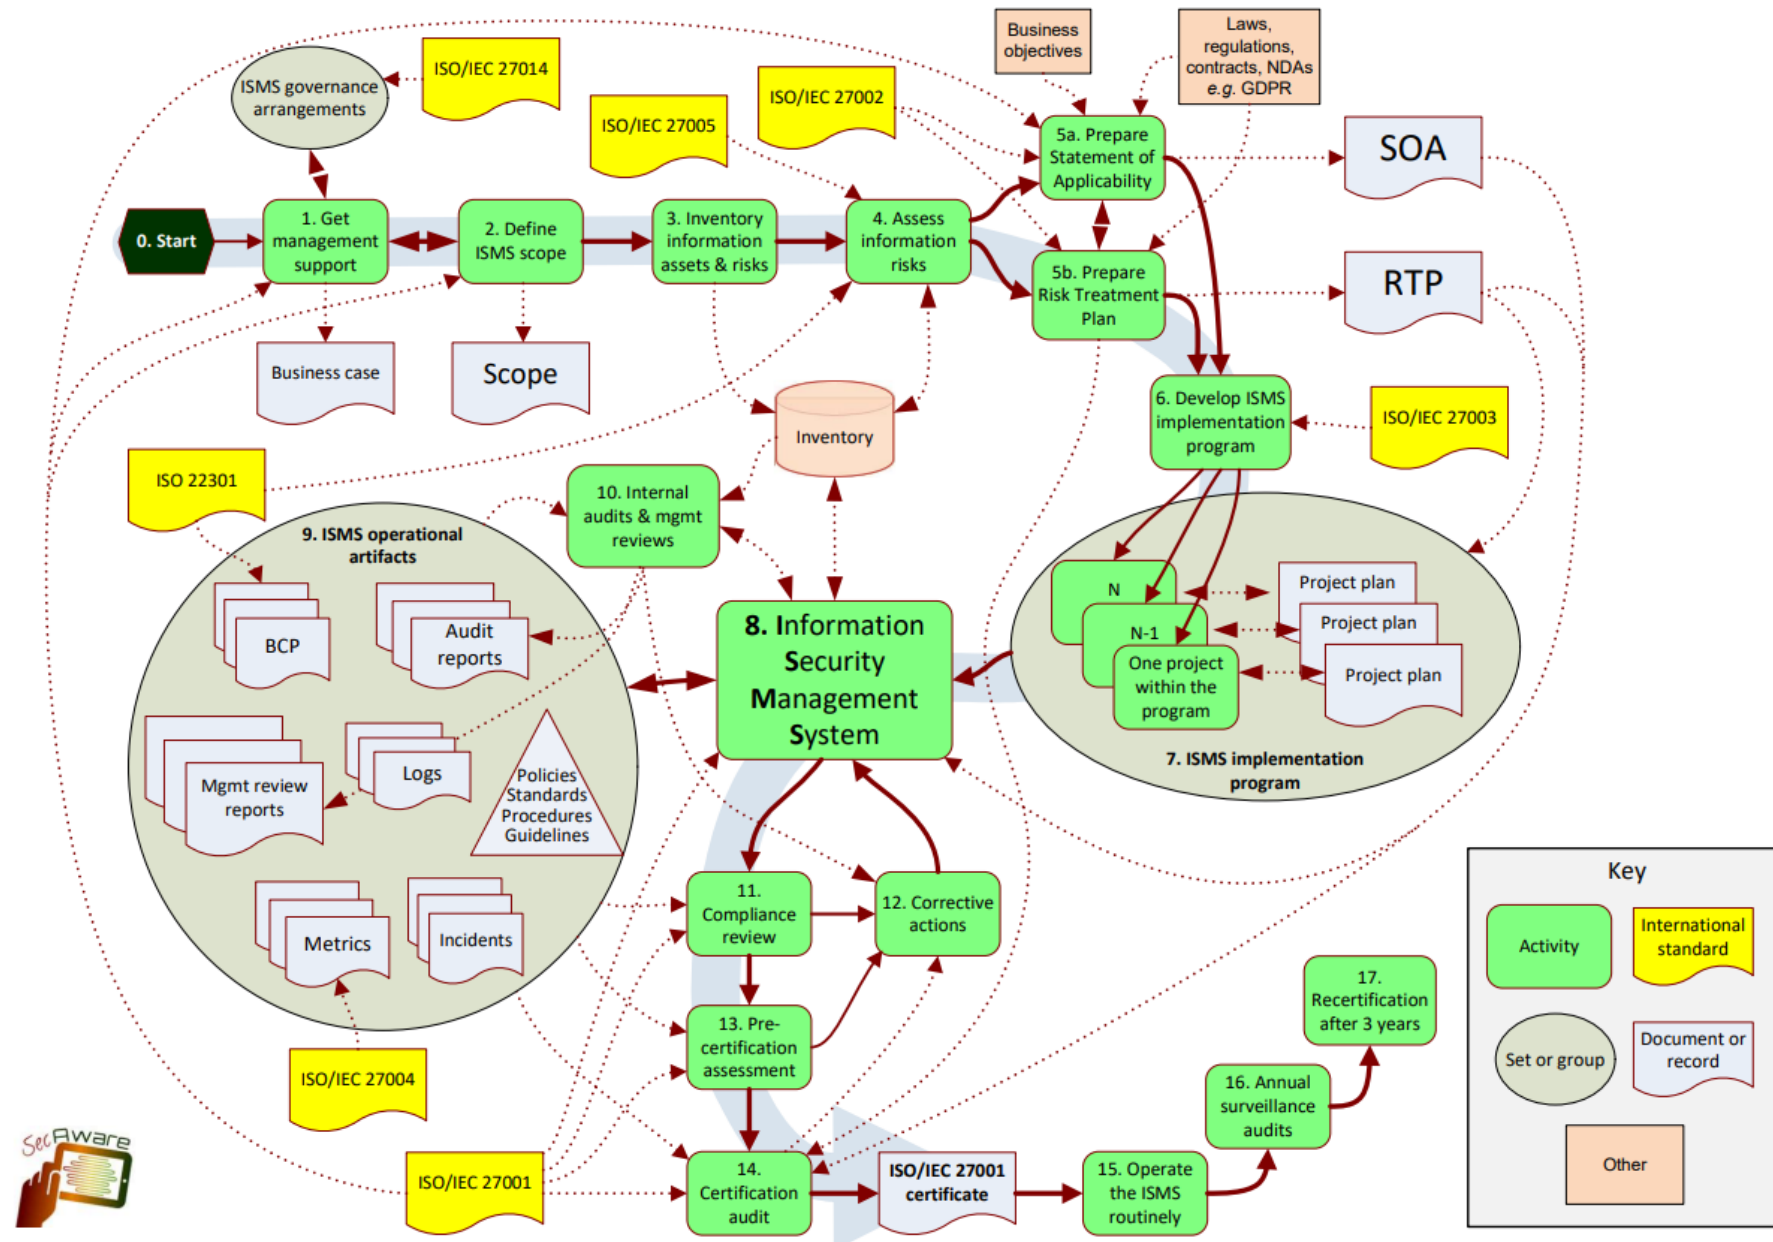 Business
objectives
Laws,
regulations,
contracts, NDAs
e.g. GDPR
ISMS governance
arrangements
ISO/IEC 27014
ISO/IEC 27005
ISO/IEC 27002
5a. Prepare
Statement of
Applicability
SOA
0. Start
1. Get
management
support
2. Define
ISMS scope
3. Inventory
information
assets & risks
4. Assess
information
risks
5b. Prepare
Risk Treatment
Plan
RTP
Business case
Scope
Inventory
6. Develop ISMS
implementation
program
ISO/IEC 27003
ISO 22301
10. Internal
audits & mgmt
reviews
9. ISMS operational
artifacts
BCP
Audit
reports
Mgmt review
reports
Logs
Policies
Standards
Procedures
Guidelines
Metrics
Incidents
8. Information
Security
Management
System
N
N-1
One project
within the
program
Project plan
Project plan
Project plan
7. ISMS implementation
program
11.
Compliance
review
12. Corrective
actions
13. Pre-
certification
assessment
ISO/IEC 27004
ISO/IEC 27001
14.
Certification
audit
ISO/IEC 27001
certificate
15. Operate
the ISMS
routinely
16. Annual
surveillance
audits
17.
Recertification
after 3 years
Key
Activity
International
standard
Set or group
Document or
record
Other
SecAware